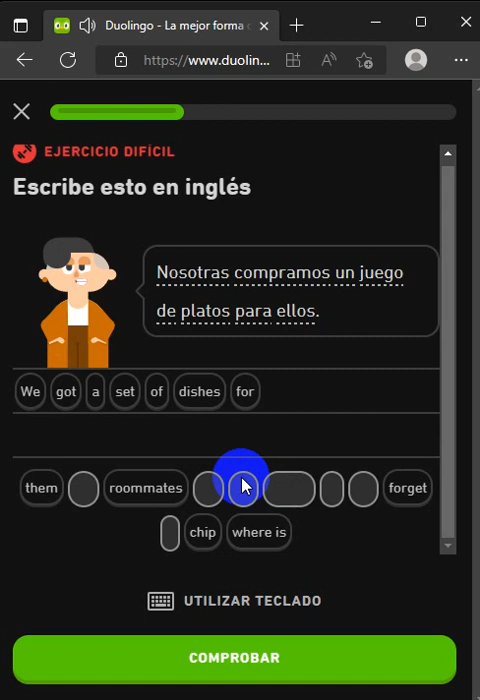 Duolingo - La mejor forma
https://www.duolin...
EJERCICIO DIFÍCIL
Escribe esto en inglés
Nosotras compramos un juego
de platos para ellos.
We got a set of dishes for
them roommates forget
chip where is
UTILIZAR TECLADO
COMPROBAR